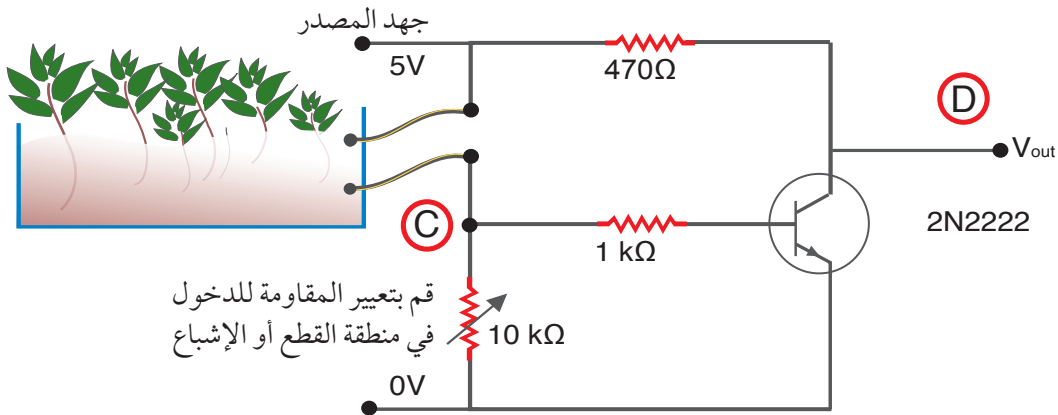 جهد المصدر
5V
470Ω
D
Vout
C
1 kΩ
2N2222
قم بتعيير المقاومة للدخول
في منطقة القطع أو الإشباع
10 kΩ
0V